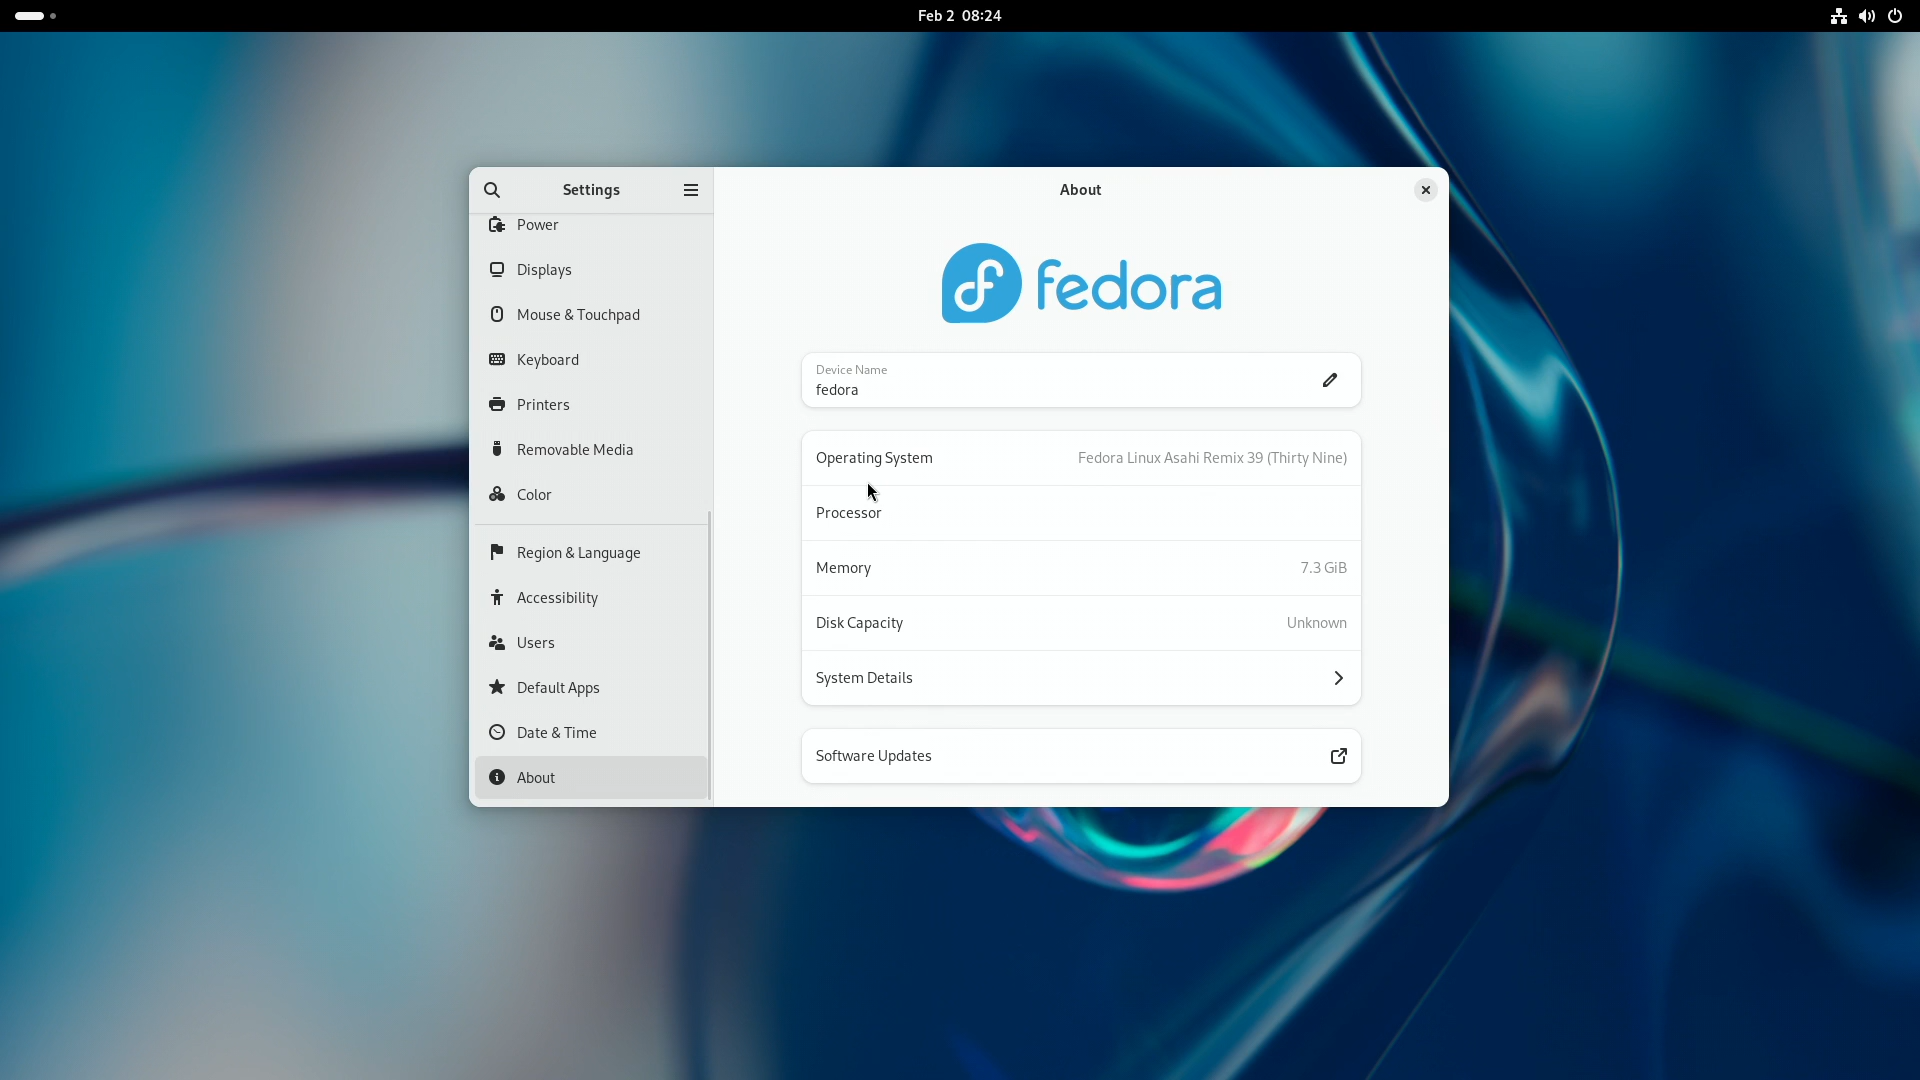 Feb 2 08:24
Settings
About
Power
Displays
Mouse & Touchpad
Keyboard
Printers
Removable Media
Color
Region & Language
Accessibility
Users
Default Apps
Date & Time
About
fedora
Device Name
fedora
Operating System Fedora Linux Asahi Remix 39 (Thirty Nine)
Processor
Memory 7.3 GiB
Disk Capacity Unknown
System Details
Software Updates